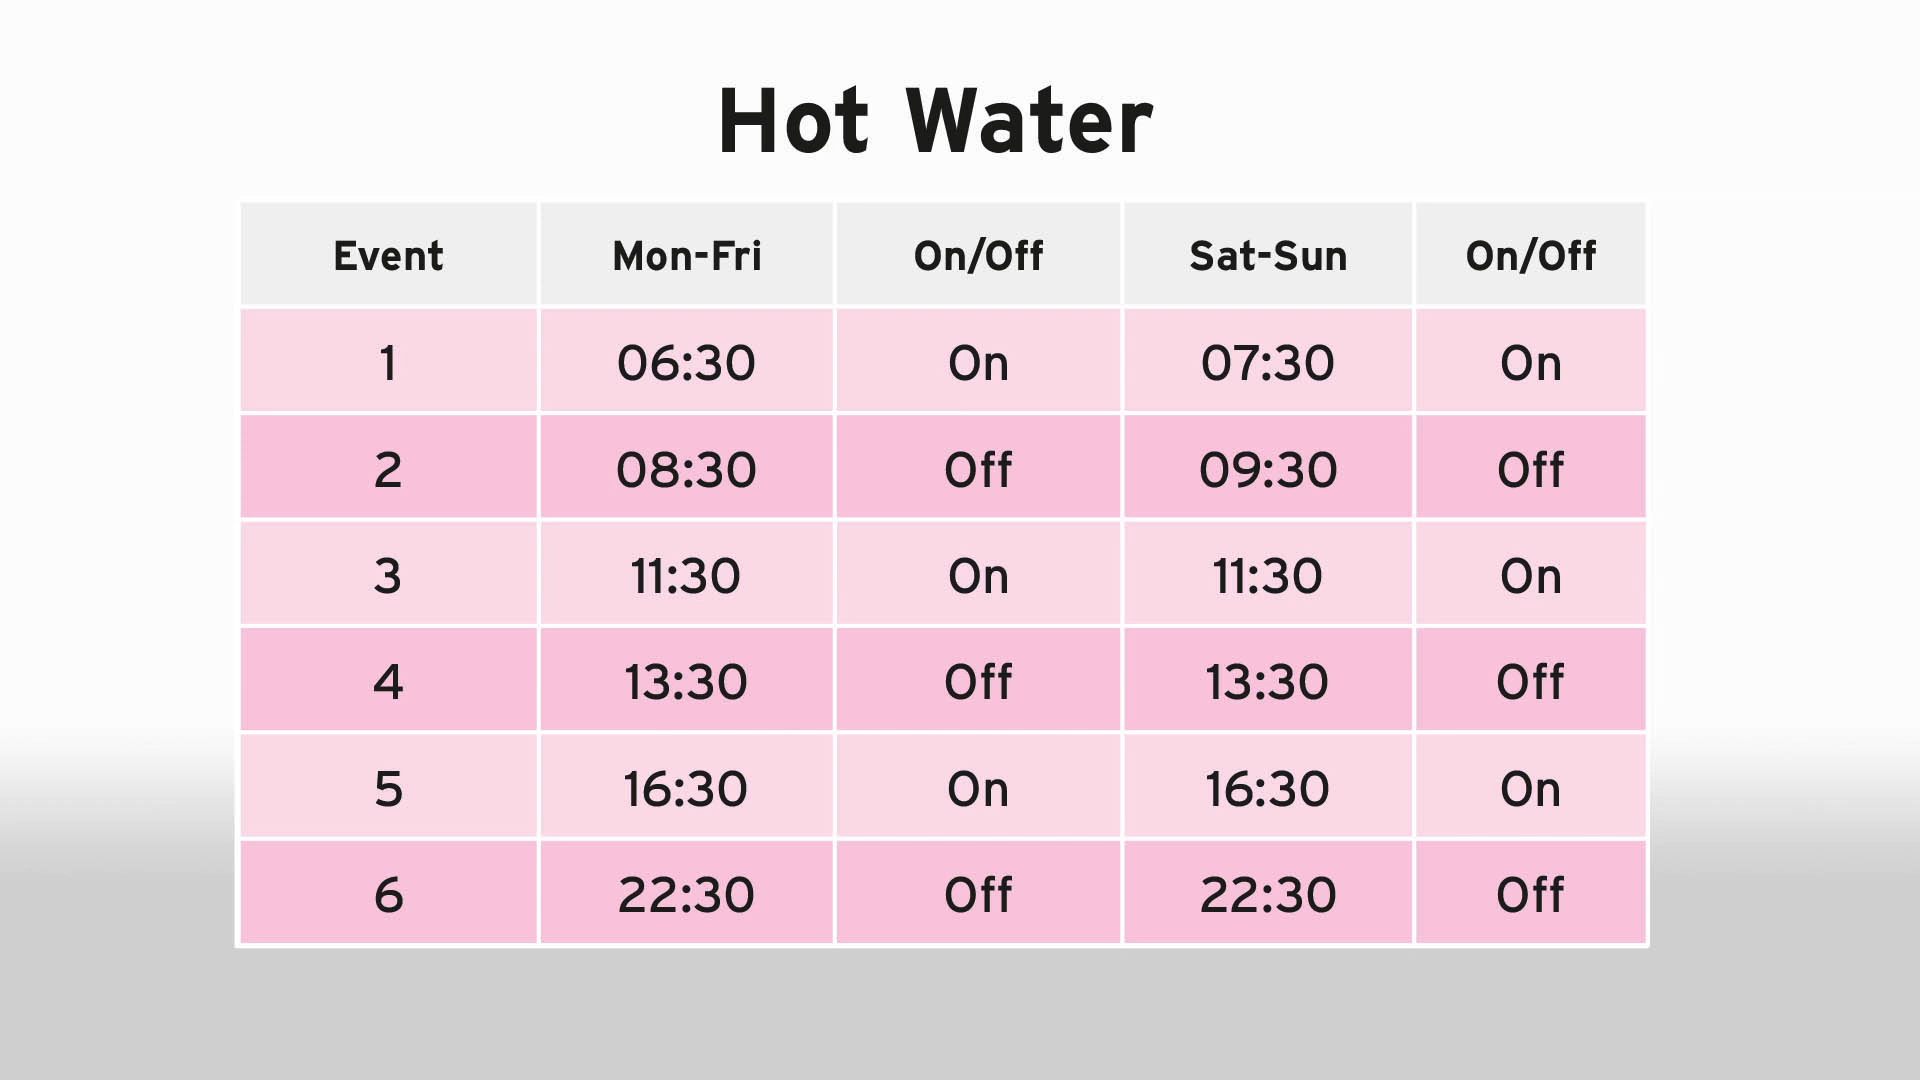 Hot Water
Event Mon-Fri On/Off Sat-Sun On/Off
1 06:30 On 07:30 On
2 08:30 Off 09:30 Off
3 11:30 On 11:30 On
4 13:30 Off 13:30 Off
5 16:30 On 16:30 On
6 22:30 Off 22:30 Off